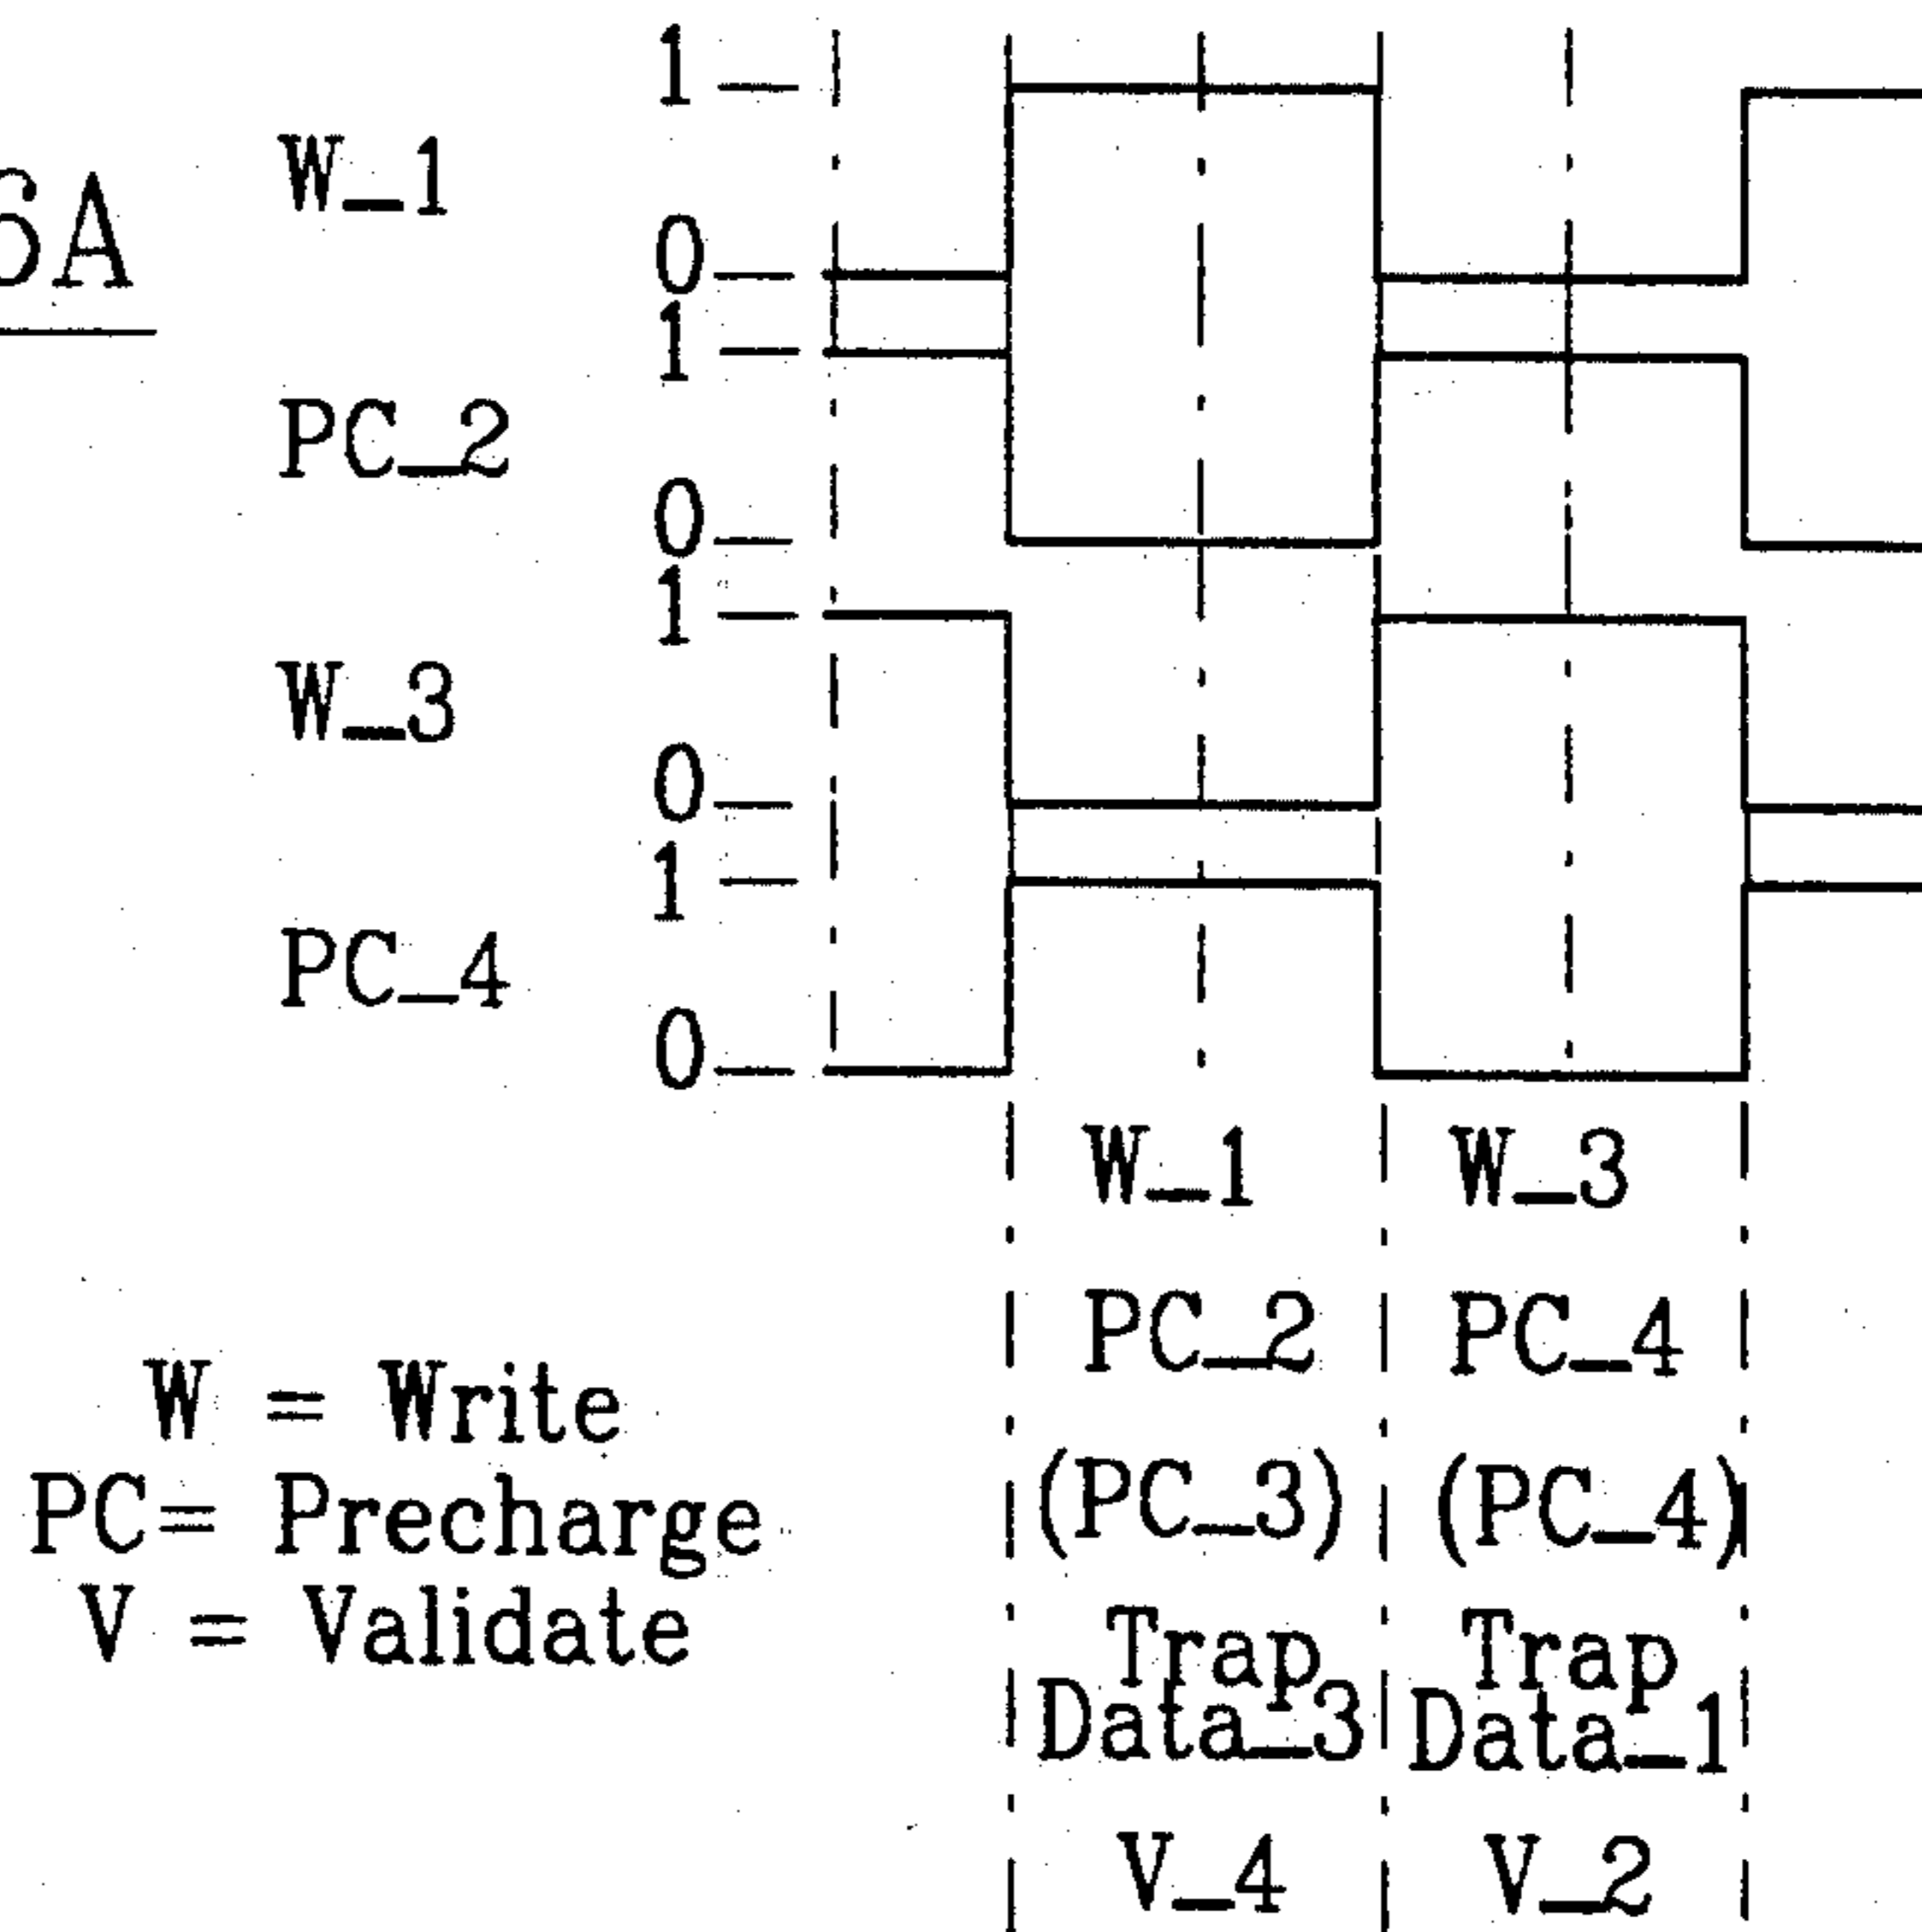 1
W_1
6A
0
1
PC_2
0
1
W_3
0
1
PC_4
0
W_1 W_3
PC_2 PC_4
(PC_3) (PC_4)
Trap Trap
Data_3 Data_1
V_4 V_2
W = Write
PC= Precharge
V = Validate